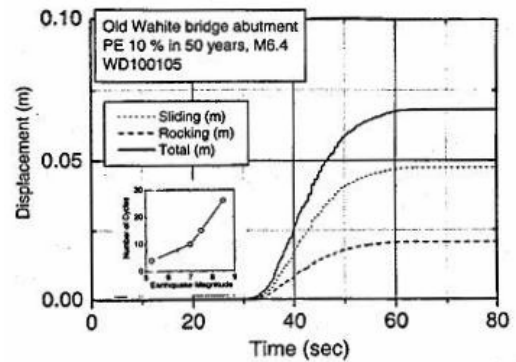 Old Wahite bridge abutment
PE 10 % in 50 years, M6.4
WD100105
Sliding (m)
Rocking (m)
Total (m)
Displacement (m)
0.10
0.05
0.00
Number of Cycles
30
20
10
0
5 6 7 8 9
Earthquake Magnitude
0 20 40 60 80
Time (sec)